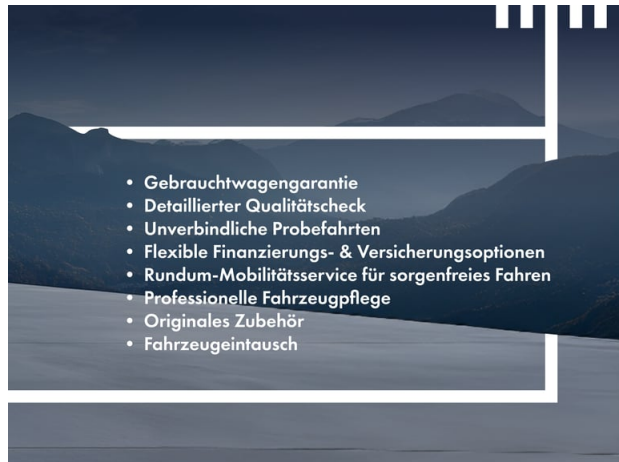 • Gebrauchtwagengarantie
• Detaillierter Qualitätscheck
• Unverbindliche Probefahrten
• Flexible Finanzierungs- & Versicherungsoptionen
• Rundum-Mobilitätsservice für sorgenfreies Fahren
• Professionelle Fahrzeugpflege
• Originales Zubehör
• Fahrzeugeintausch